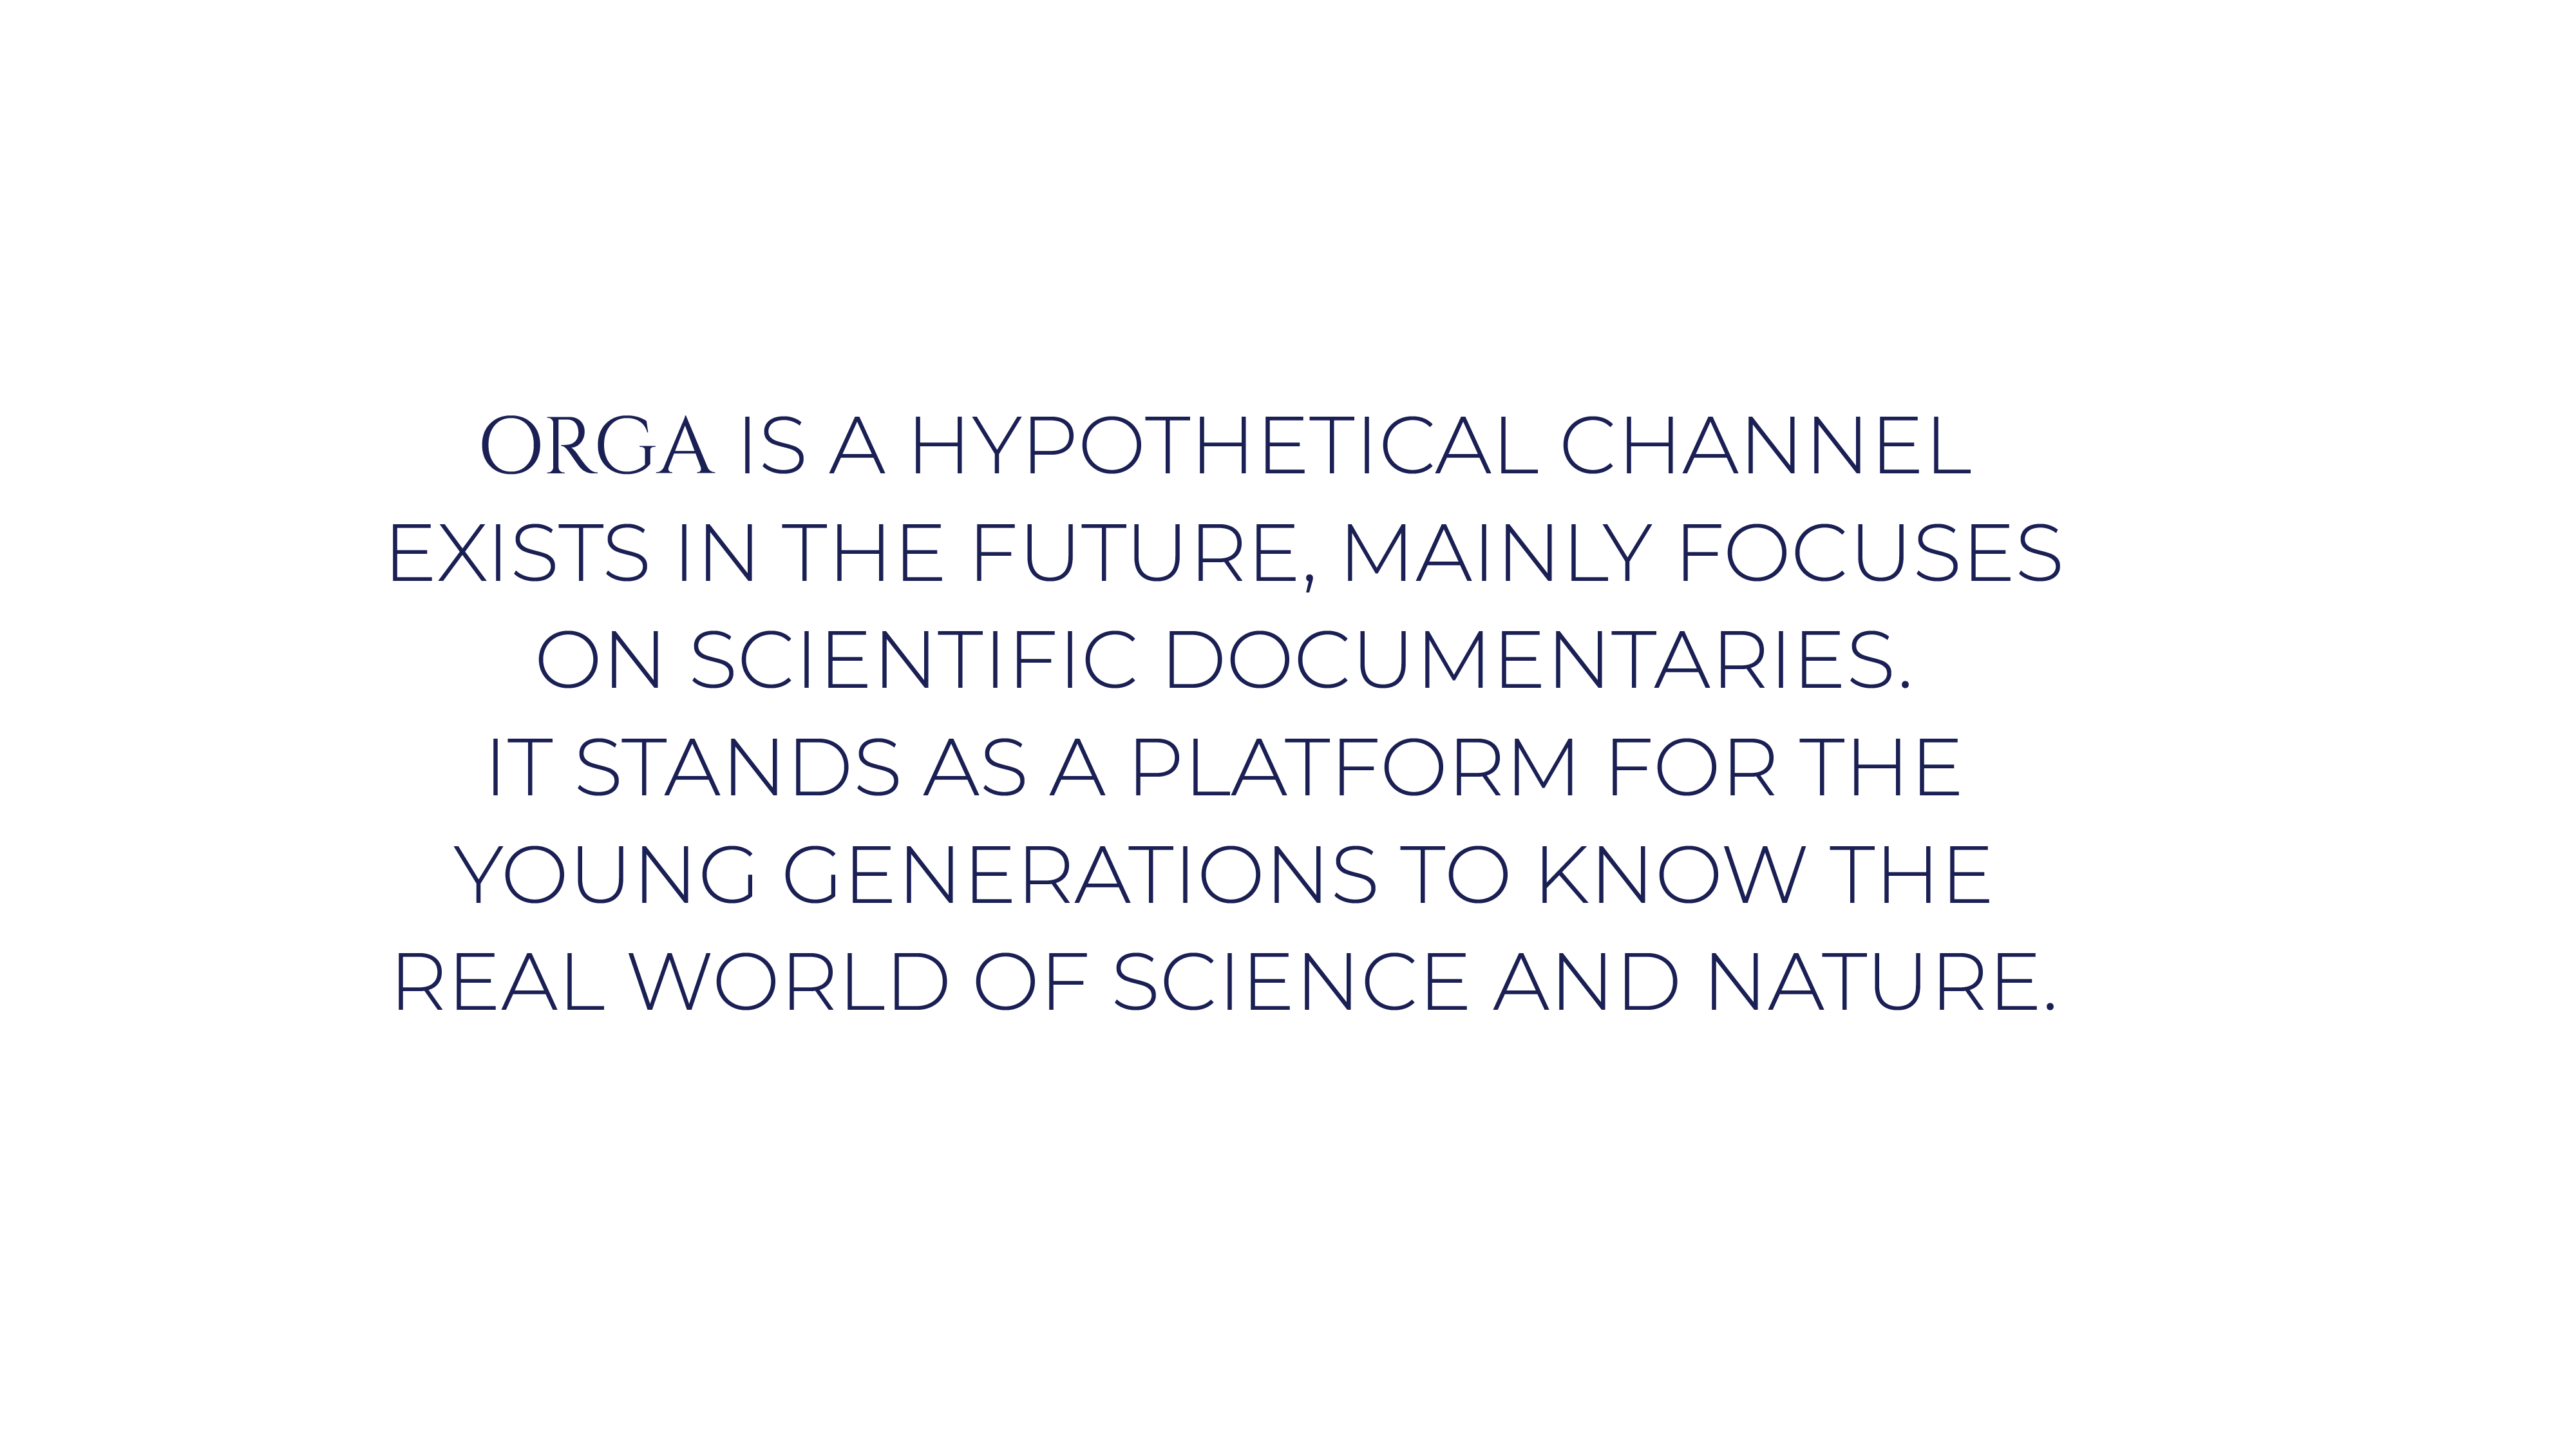 ORGA IS A HYPOTHETICAL CHANNEL
EXISTS IN THE FUTURE, MAINLY FOCUSES
ON SCIENTIFIC DOCUMENTARIES.
IT STANDS AS A PLATFORM FOR THE
YOUNG GENERATIONS TO KNOW THE
REAL WORLD OF SCIENCE AND NATURE.